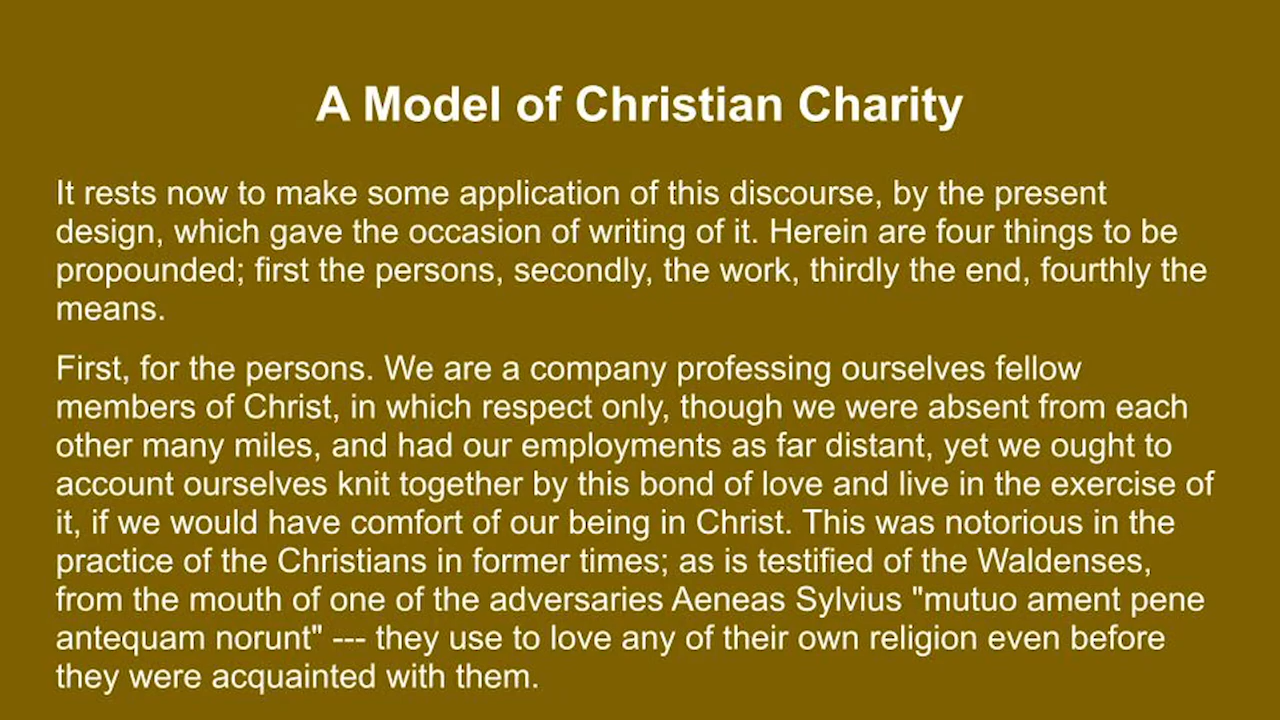 A Model of Christian Charity
It rests now to make some application of this discourse, by the present
design, which gave the occasion of writing of it. Herein are four things to be
propounded; first the persons, secondly, the work, thirdly the end, fourthly the
means.
First, for the persons. We are a company professing ourselves fellow
members of Christ, in which respect only, though we were absent from each
other many miles, and had our employments as far distant, yet we ought to
account ourselves knit together by this bond of love and live in the exercise of
it, if we would have comfort of our being in Christ. This was notorious in the
practice of the Christians in former times; as is testified of the Waldenses,
from the mouth of one of the adversaries Aeneas Sylvius "mutuo ament pene
antequam norunt" --- they use to love any of their own religion even before
they were acquainted with them.